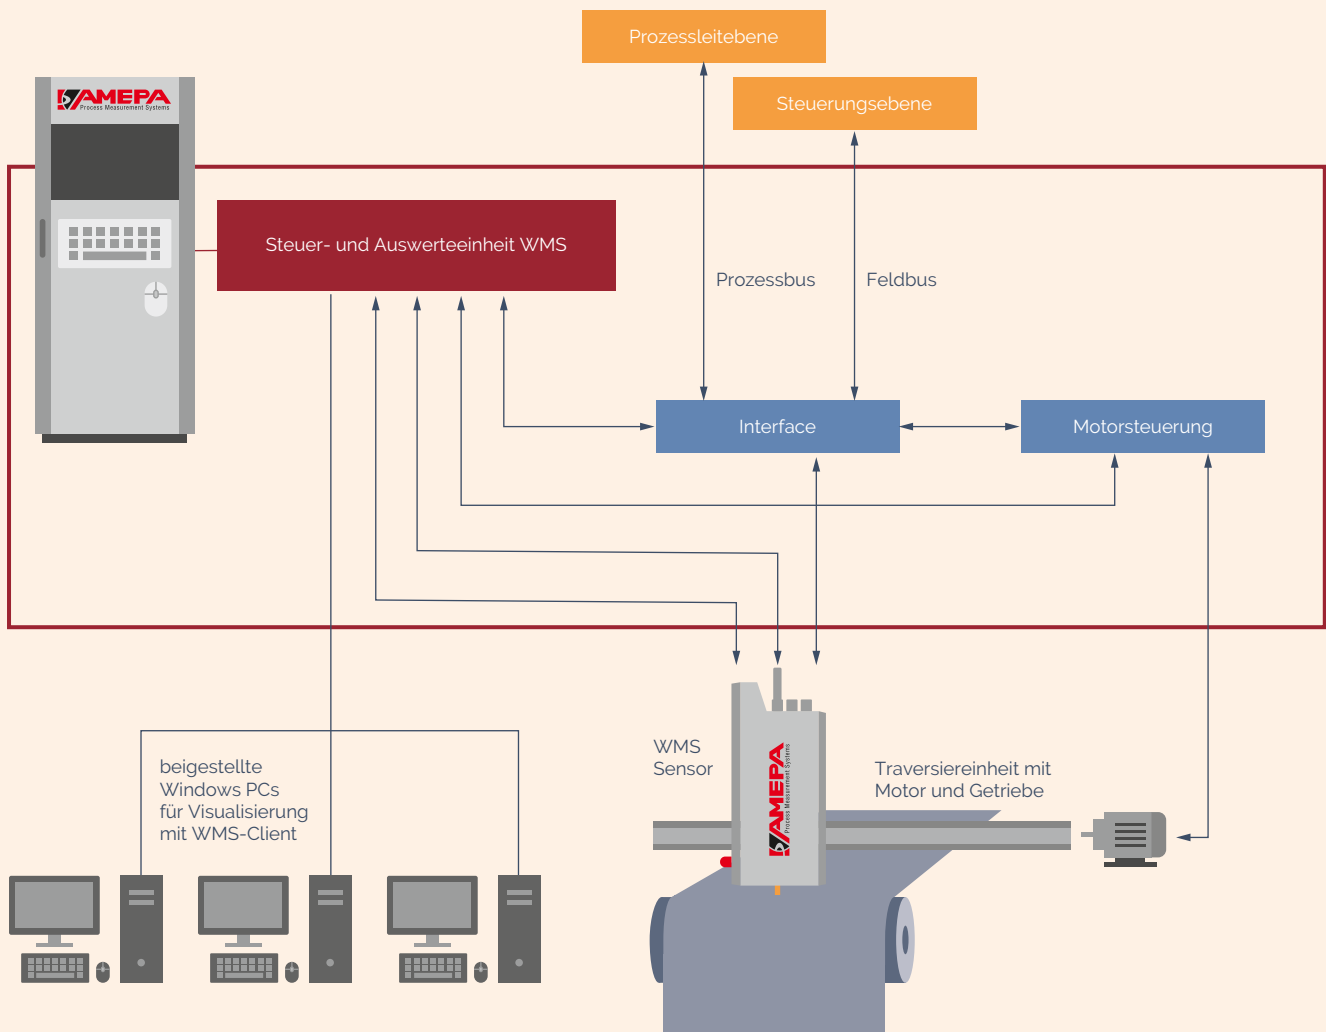 Prozessleitebene
Steuerungsebene
AMEPA
Process Measurement Systems
Steuer- und Auswerteeinheit WMS
Prozessbus
Feldbus
Interface
Motorsteuerung
WMS
Sensor
AMEPA
Process Measurement Systems
Traversiereinheit mit
Motor und Getriebe
beigestellte
Windows PCs
für Visualisierung
mit WMS-Client